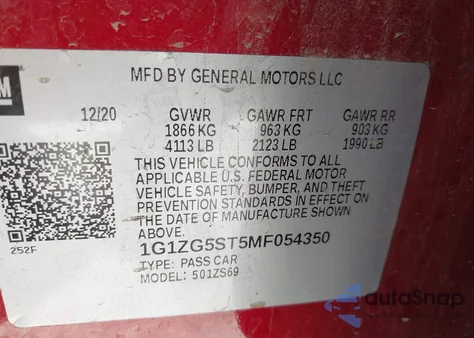 GM
MFD BY GENERAL MOTORS LLC
12/20 GVWR GAWR FRT GAWR RR
1866 KG 963 KG 903 KG
4113 LB 2123 LB 1990 LB
THIS VEHICLE CONFORMS TO ALL
APPLICABLE U.S. FEDERAL MOTOR
VEHICLE SAFETY, BUMPER, AND THEFT
PREVENTION STANDARDS IN EFFECT ON
THE DATE OF MANUFACTURE SHOWN
ABOVE.
1G1ZG5ST5MF054350
TYPE: PASS CAR
MODEL: 501ZS69
252F
autoSnap